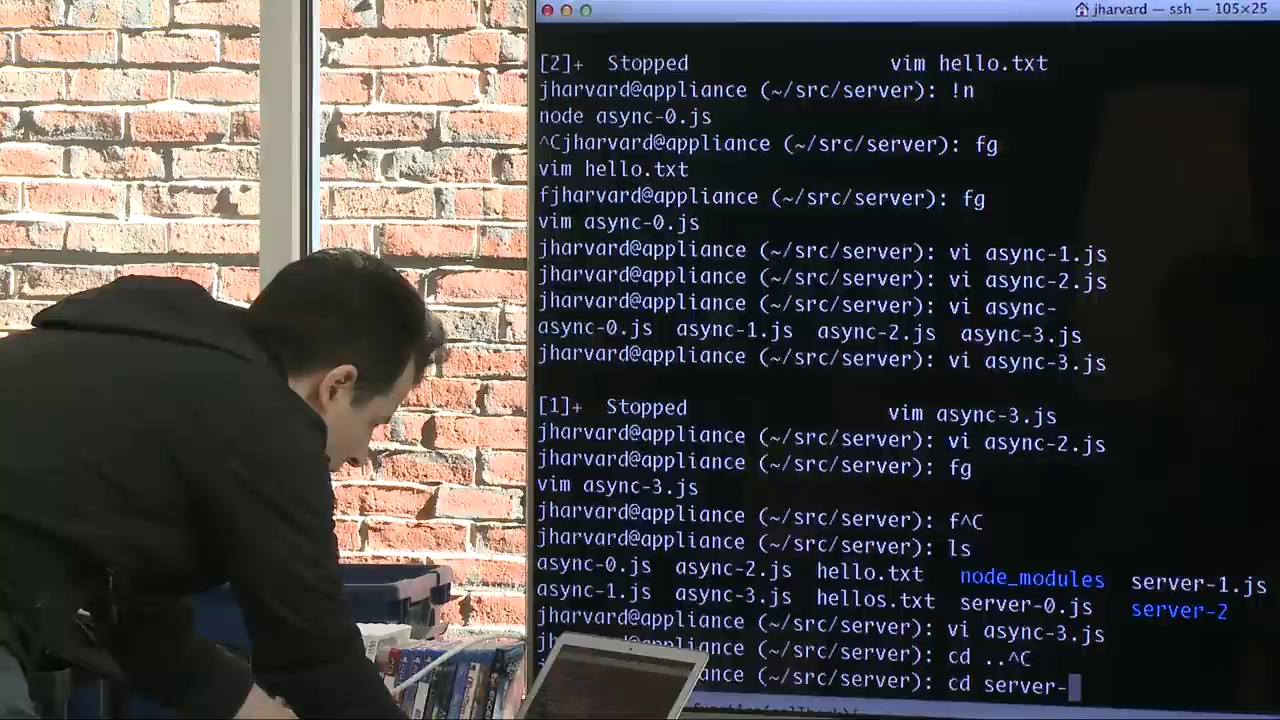 jharvard — ssh — 105×25
[2]+ Stopped vim hello.txt
jharvard@appliance (~/src/server): !n
node async-0.js
^Cjharvard@appliance (~/src/server): fg
vim hello.txt
fjharvard@appliance (~/src/server): fg
vim async-0.js
jharvard@appliance (~/src/server): vi async-1.js
jharvard@appliance (~/src/server): vi async-2.js
jharvard@appliance (~/src/server): vi async-
async-0.js async-1.js async-2.js async-3.js
jharvard@appliance (~/src/server): vi async-3.js
[1]+ Stopped vim async-3.js
jharvard@appliance (~/src/server): vi async-2.js
jharvard@appliance (~/src/server): fg
vim async-3.js
jharvard@appliance (~/src/server): f^C
jharvard@appliance (~/src/server): ls
async-0.js async-2.js hello.txt node_modules server-1.js
async-1.js async-3.js hellos.txt server-0.js server-2
jharvard@appliance (~/src/server): vi async-3.js
(~/src/server): cd ..^C
(~/src/server): cd server-